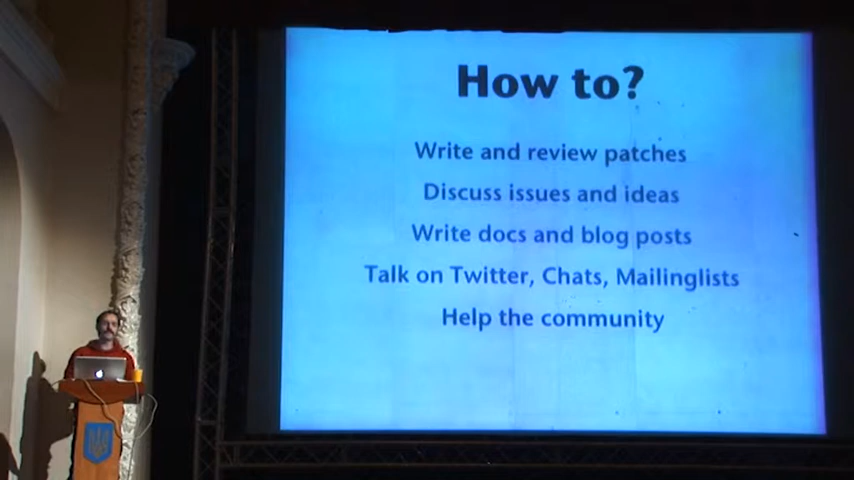 How to?
Write and review patches
Discuss issues and ideas
Write docs and blog posts
Talk on Twitter, Chats, Mailinglists
Help the community